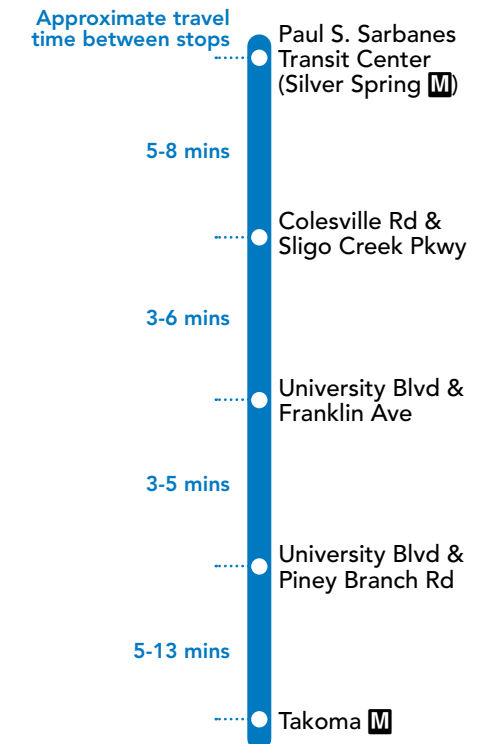 Approximate travel
time between stops
Paul S. Sarbanes
Transit Center
(Silver Spring M)
5-8 mins
Colesville Rd &
Sligo Creek Pkwy
3-6 mins
University Blvd &
Franklin Ave
3-5 mins
University Blvd &
Piney Branch Rd
5-13 mins
Takoma M